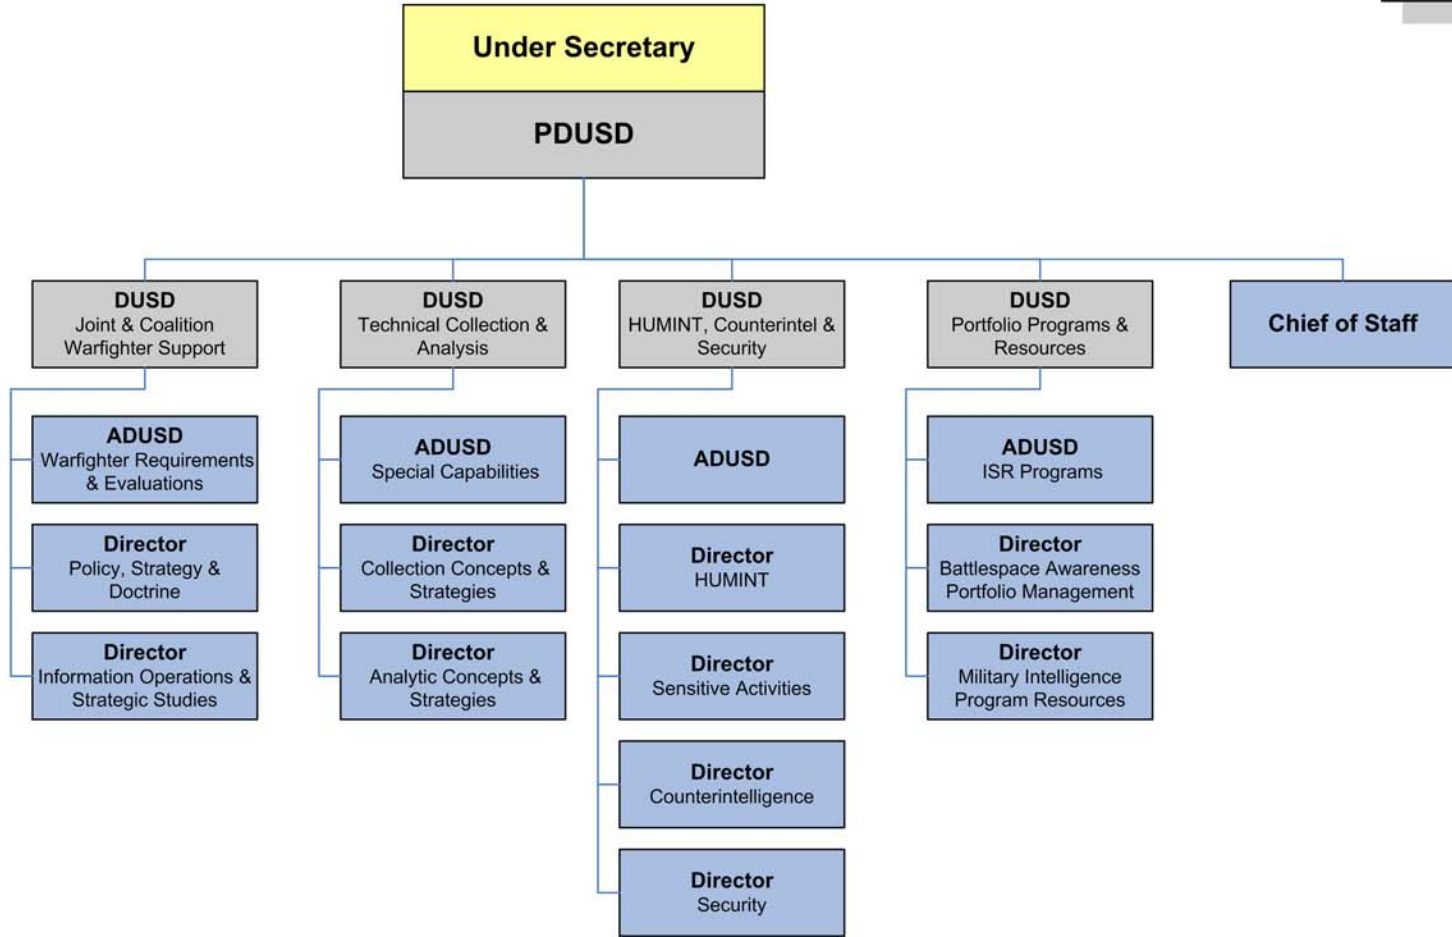 Under Secretary
PDUSD
DUSD
Joint & Coalition
Warfighter Support
DUSD
Technical Collection &
Analysis
DUSD
HUMINT, Counterintel &
Security
DUSD
Portfolio Programs &
Resources
Chief of Staff
ADUSD
Warfighter Requirements
& Evaluations
Director
Policy, Strategy &
Doctrine
Director
Information Operations &
Strategic Studies
ADUSD
Special Capabilities
Director
Collection Concepts &
Strategies
Director
Analytic Concepts &
Strategies
ADUSD
Director
HUMINT
Director
Sensitive Activities
Director
Counterintelligence
Director
Security
ADUSD
ISR Programs
Director
Battlespace Awareness
Portfolio Management
Director
Military Intelligence
Program Resources